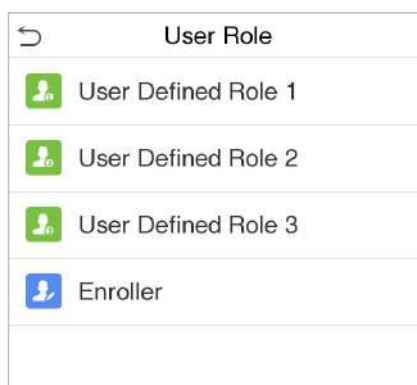 User Role
User Defined Role 1
User Defined Role 2
User Defined Role 3
Enroller